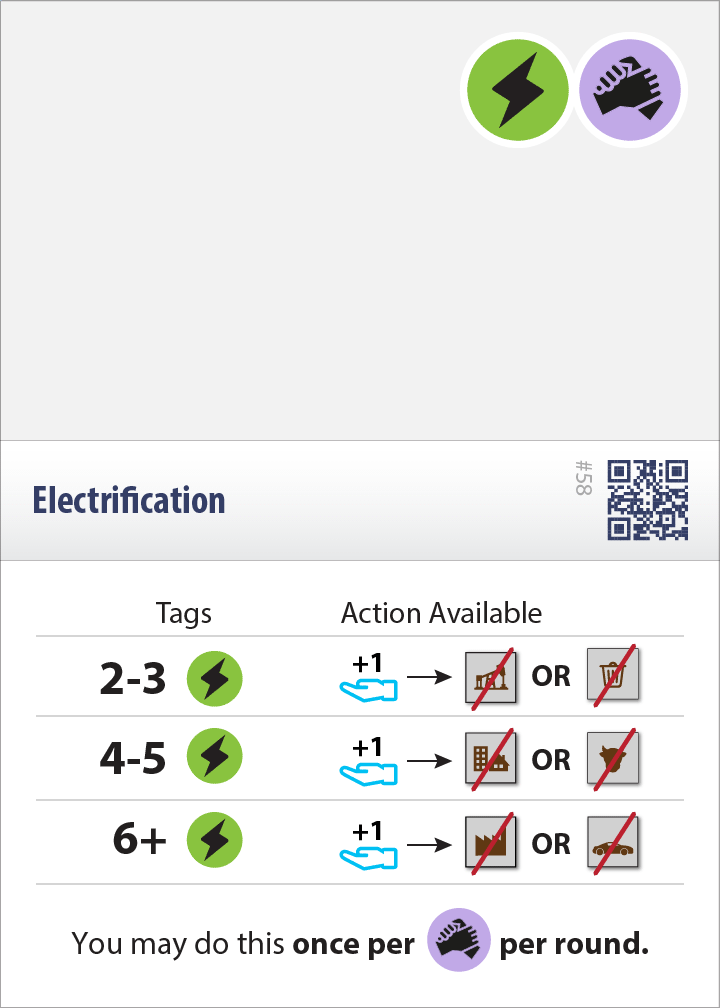 Electrification
#58
Tags Action Available
2-3 +1 OR
4-5 +1 OR
6+ +1 OR
You may do this once per per round.